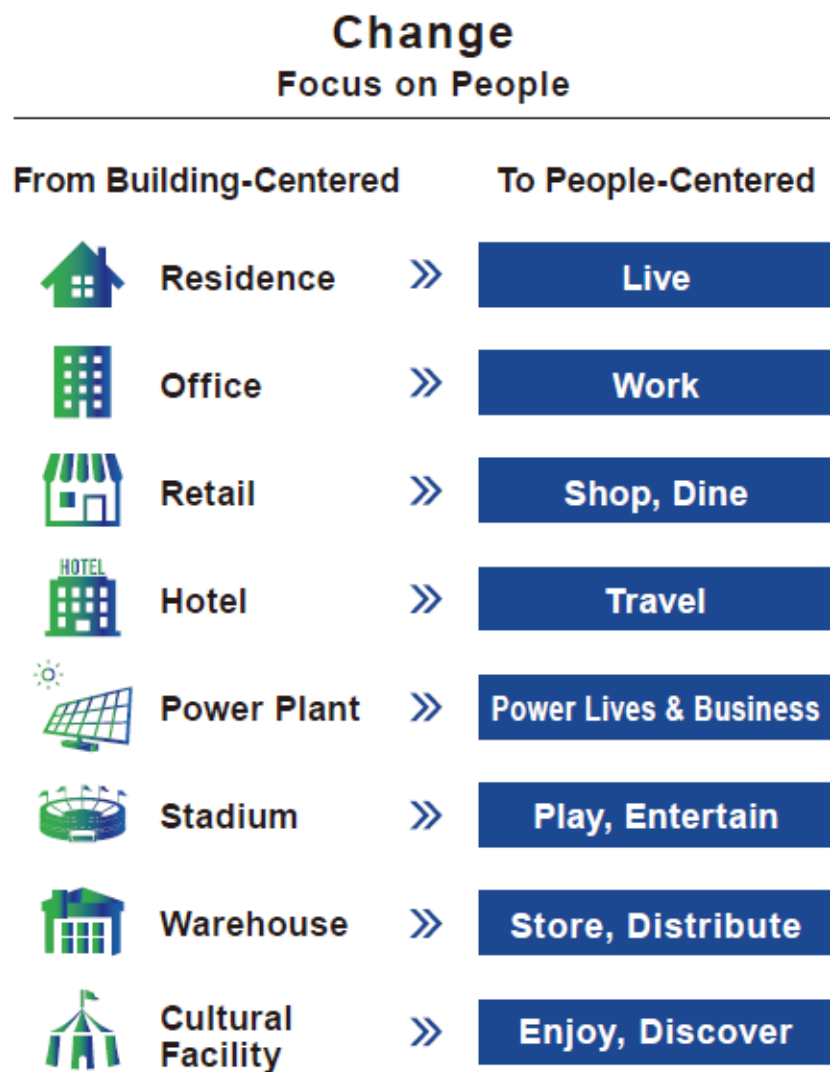 Change
Focus on People
From Building-Centered
To People-Centered
Residence
Live
Office
Work
Retail
Shop, Dine
HOTEL
Hotel
Travel
Power Plant
Power Lives & Business
Stadium
Play, Entertain
Warehouse
Store, Distribute
Cultural
Facility
Enjoy, Discover